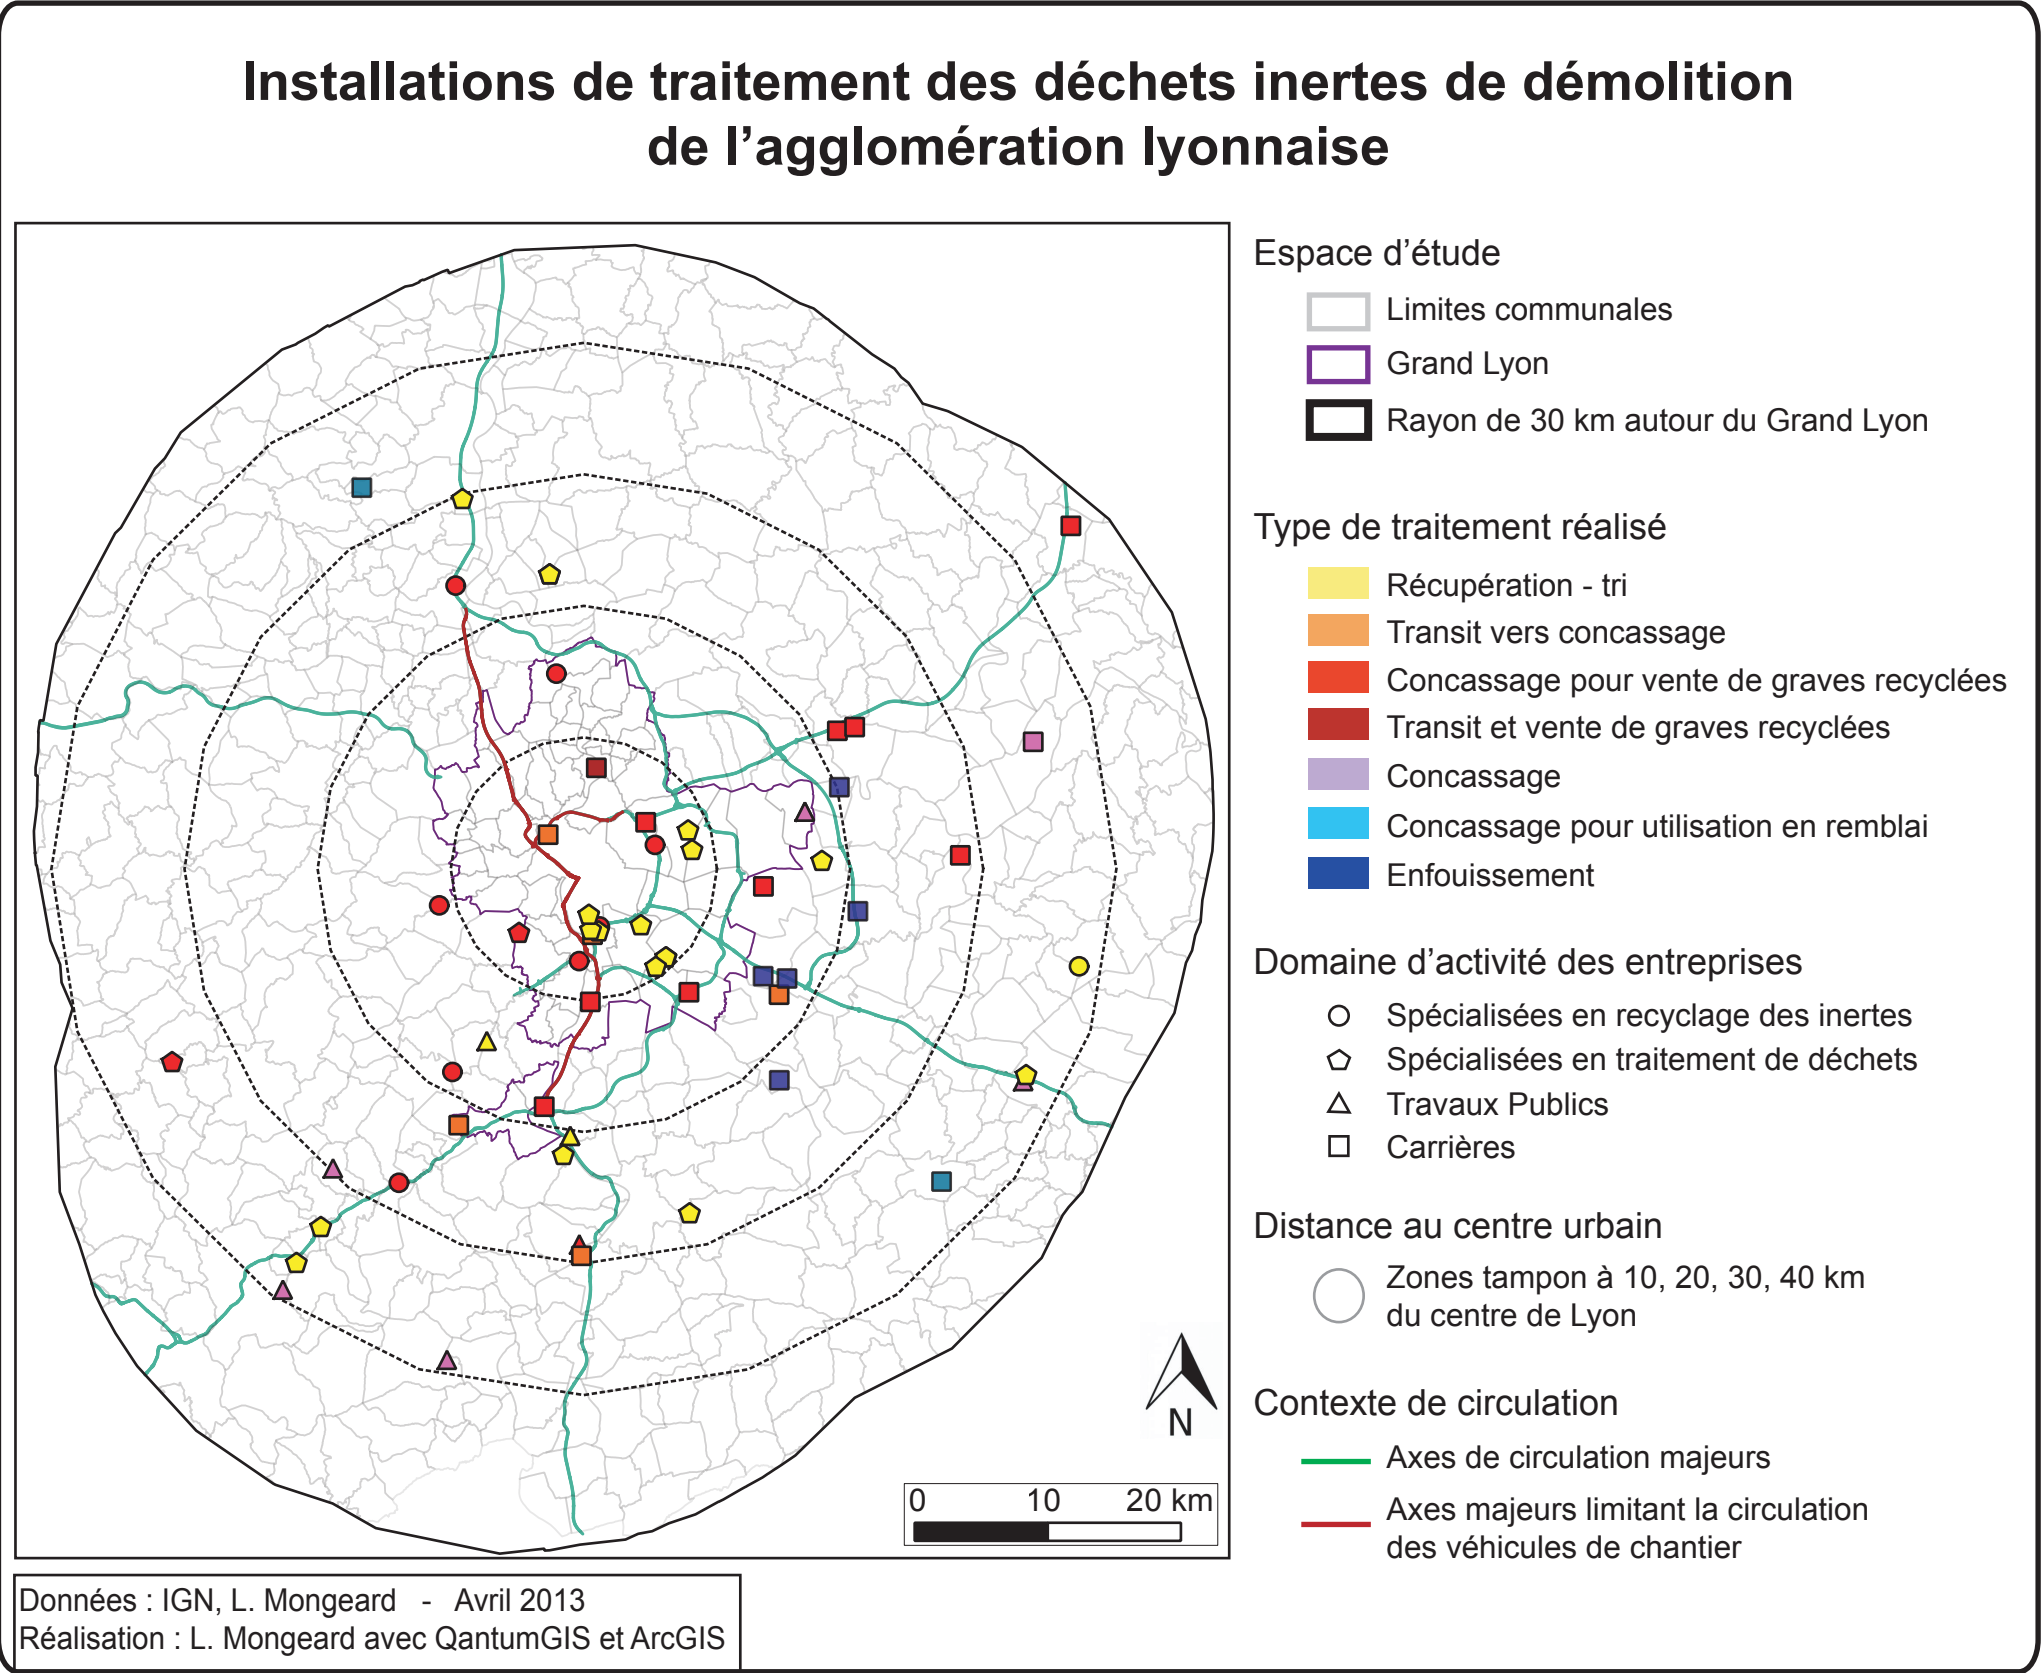 Installations de traitement des déchets inertes de démolition
de l’agglomération lyonnaise
Espace d’étude
Limites communales
Grand Lyon
Rayon de 30 km autour du Grand Lyon
Type de traitement réalisé
Récupération - tri
Transit vers concassage
Concassage pour vente de graves recyclées
Transit et vente de graves recyclées
Concassage
Concassage pour utilisation en remblai
Enfouissement
Domaine d’activité des entreprises
Spécialisées en recyclage des inertes
Spécialisées en traitement de déchets
Travaux Publics
Carrières
Distance au centre urbain
Zones tampon à 10, 20, 30, 40 km
du centre de Lyon
Contexte de circulation
Axes de circulation majeurs
Axes majeurs limitant la circulation
des véhicules de chantier
N
0 10 20 km
Données : IGN, L. Mongeard - Avril 2013
Réalisation : L. Mongeard avec QantumGIS et ArcGIS